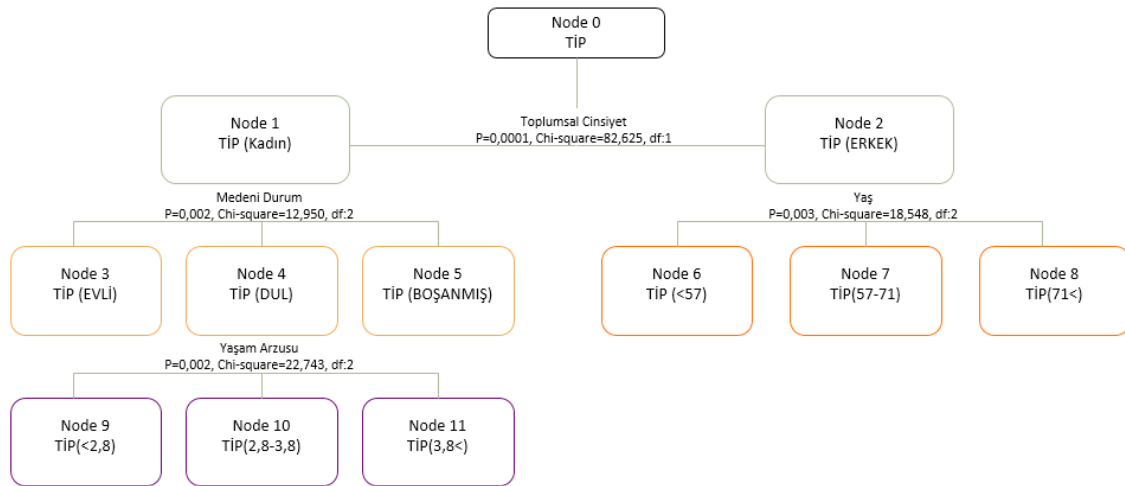 Node 0
TİP
Node 1
TİP (Kadın)
Toplumsal Cinsiyet
P=0,0001, Chi-square=82,625, df:1
Node 2
TİP (ERKEK)
Medeni Durum
P=0,002, Chi-square=12,950, df:2
Yaş
P=0,003, Chi-square=18,548, df:2
Node 3
TİP (EVLİ)
Node 4
TİP (DUL)
Node 5
TİP (BOŞANMIŞ)
Node 6
TİP (<57)
Node 7
TİP(57-71)
Node 8
TİP(71<)
Yaşam Arzusu
P=0,002, Chi-square=22,743, df:2
Node 9
TİP(<2,8)
Node 10
TİP(2,8-3,8)
Node 11
TİP(3,8<)